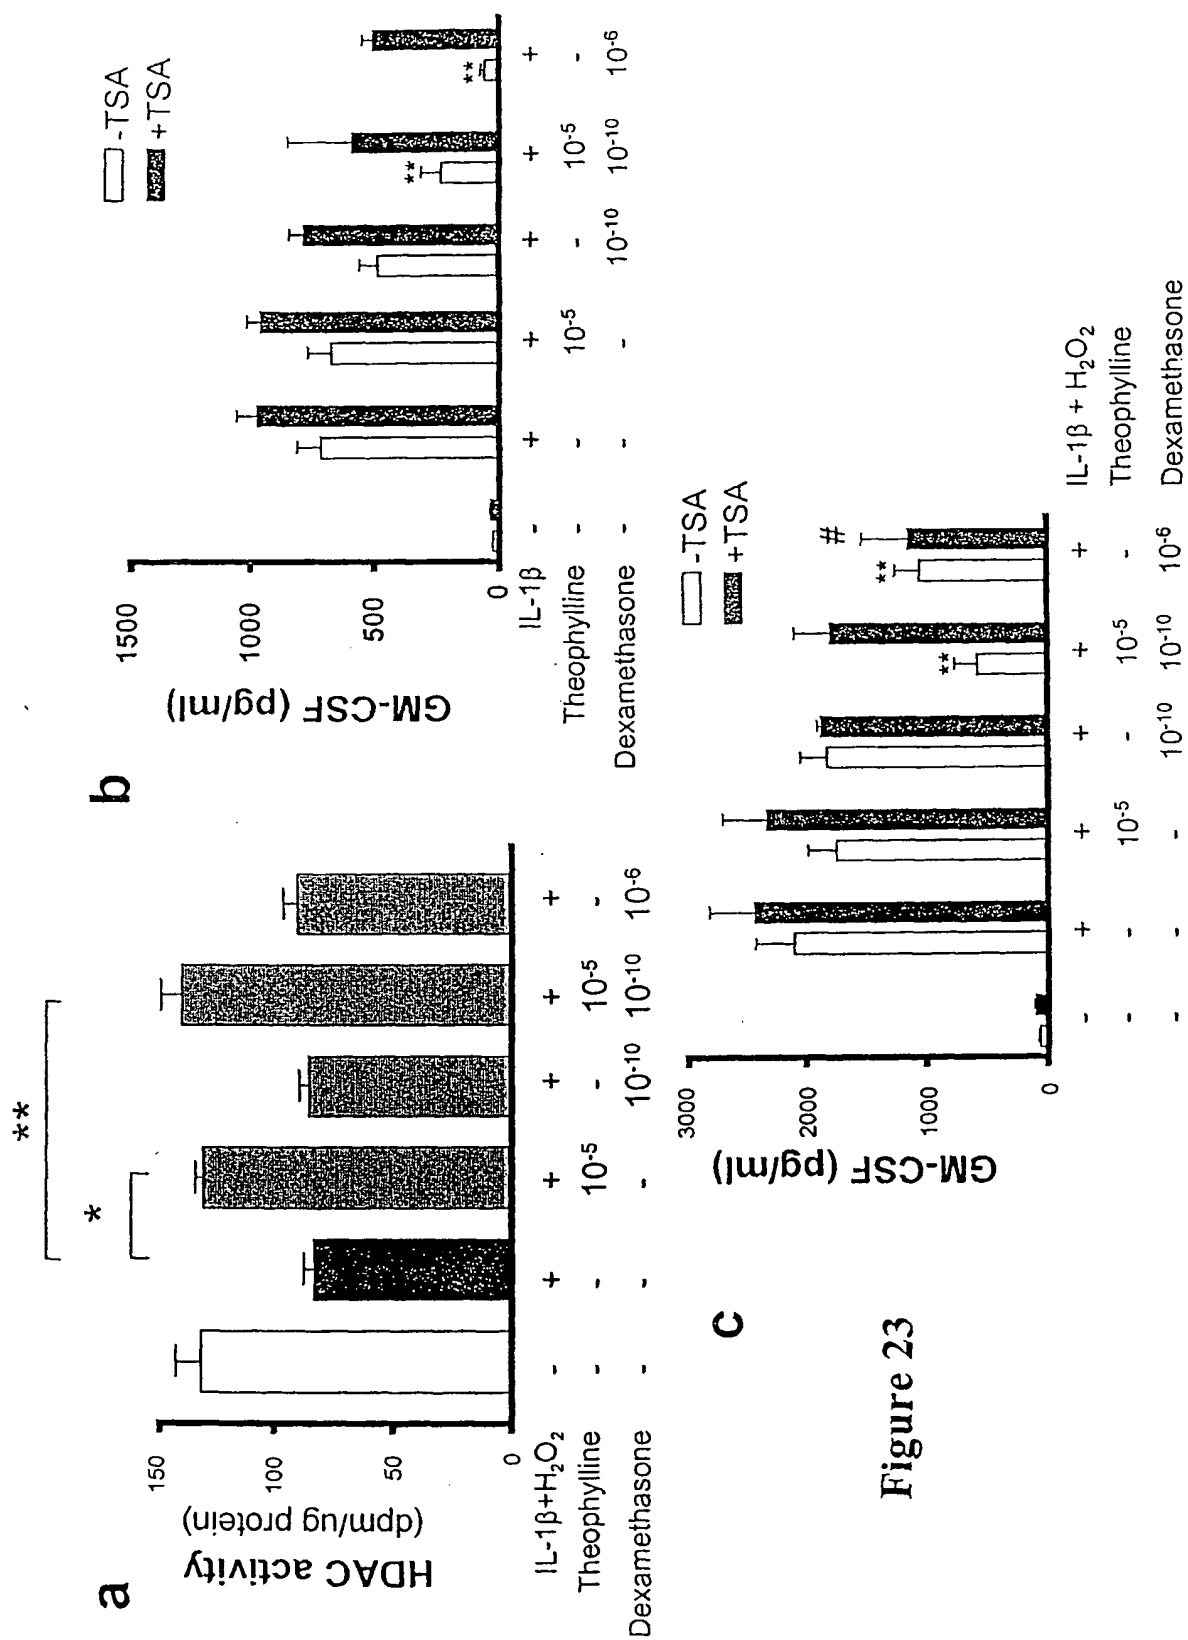 a
**
*
HDAC activity
(dpm/ug protein)
150
100
50
0
IL-1β+H2O2 - + + + + +
Theophylline - - 10-5 - 10-5 -
Dexamethasone - - - 10-10 10-10 10-6
b
-TSA
+TSA
GM-CSF (pg/ml)
1500
1000
500
0
** **
IL-1β - + + + + +
Theophylline - - 10-5 - 10-5 -
Dexamethasone - - - 10-10 10-10 10-6
c
-TSA
+TSA
GM-CSF (pg/ml)
3000
2000
1000
0
** ** #
- + + + + + IL-1β + H2O2
- - 10-5 - 10-5 - Theophylline
- - - 10-10 10-10 10-6 Dexamethasone
Figure 23